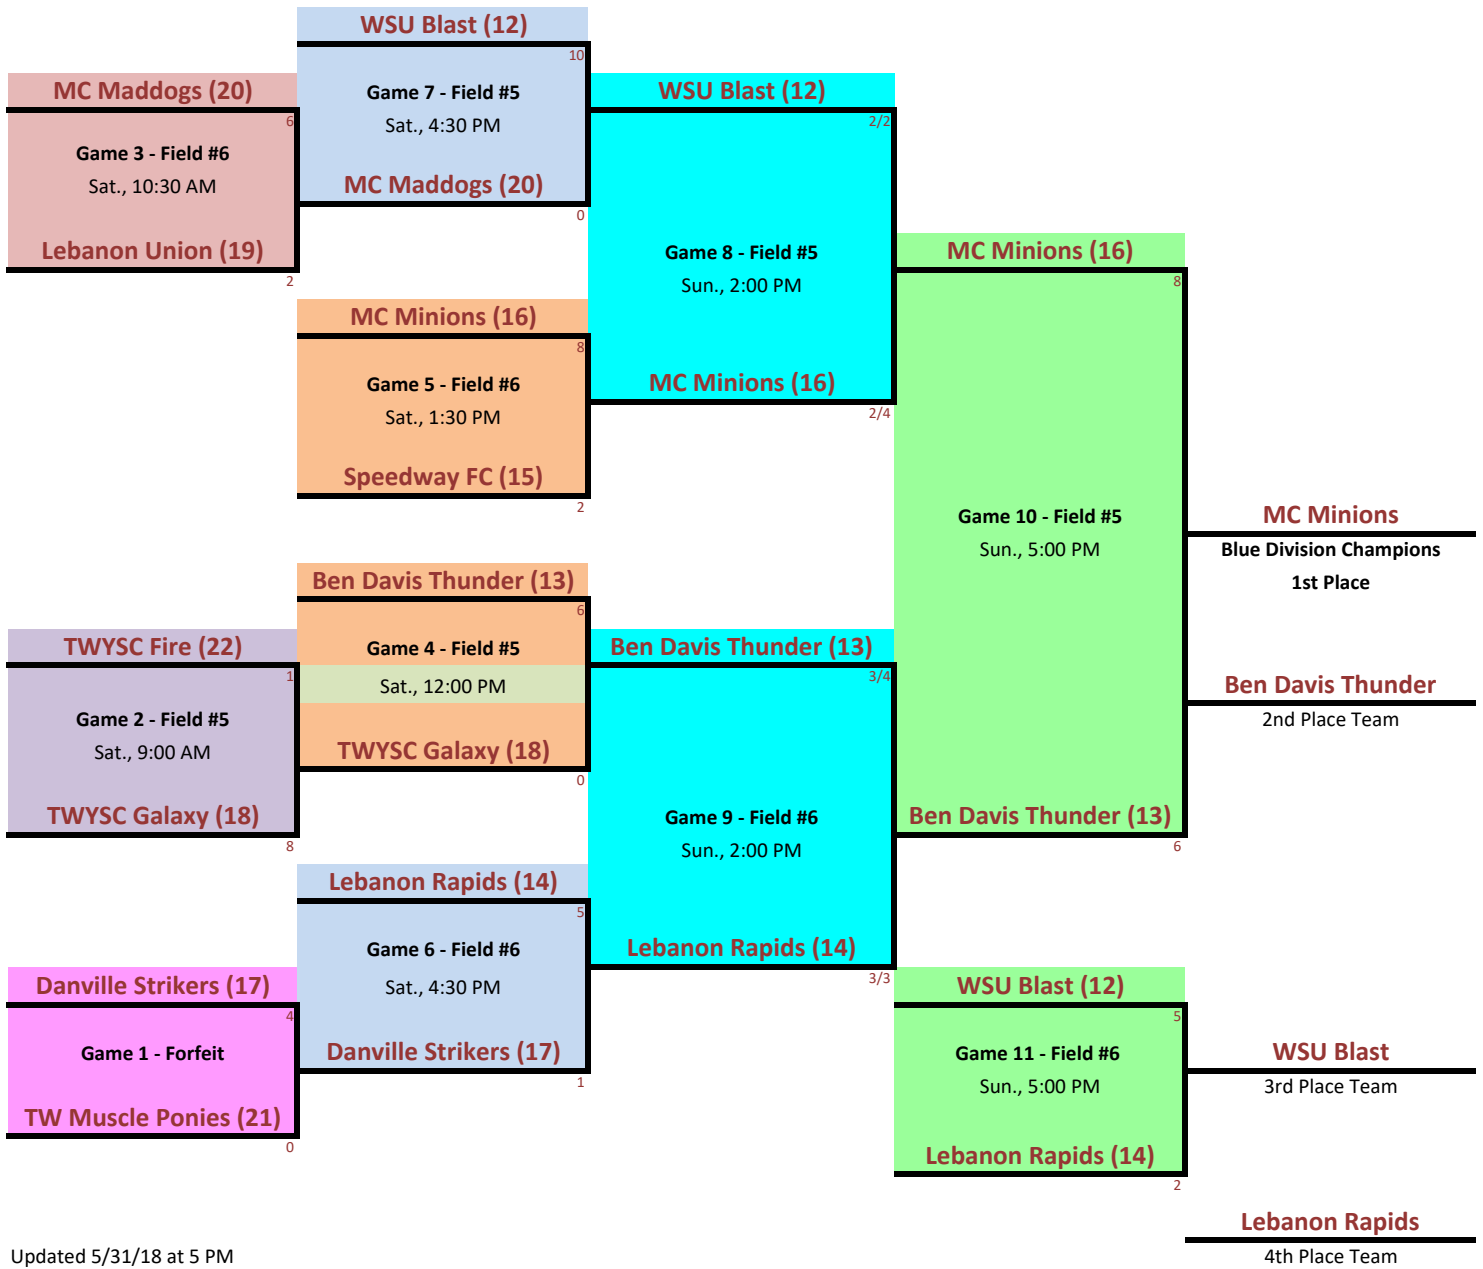 WSU Blast (12)
10
Game 7 - Field #5
Sat., 4:30 PM
MC Maddogs (20)
0
MC Maddogs (20)
6
Game 3 - Field #6
Sat., 10:30 AM
Lebanon Union (19)
2
WSU Blast (12)
2/2
Game 8 - Field #5
Sun., 2:00 PM
MC Minions (16)
2/4
MC Minions (16)
8
Game 5 - Field #6
Sat., 1:30 PM
Speedway FC (15)
2
MC Minions (16)
8
Game 10 - Field #5
Sun., 5:00 PM
Ben Davis Thunder (13)
6
MC Minions
Blue Division Champions
1st Place
Ben Davis Thunder
2nd Place Team
Ben Davis Thunder (13)
6
Game 4 - Field #5
Sat., 12:00 PM
TWYSC Galaxy (18)
0
TWYSC Fire (22)
1
Game 2 - Field #5
Sat., 9:00 AM
TWYSC Galaxy (18)
8
Ben Davis Thunder (13)
3/4
Game 9 - Field #6
Sun., 2:00 PM
Lebanon Rapids (14)
3/3
Lebanon Rapids (14)
5
Game 6 - Field #6
Sat., 4:30 PM
Danville Strikers (17)
1
Danville Strikers (17)
4
Game 1 - Forfeit
TW Muscle Ponies (21)
0
WSU Blast (12)
5
Game 11 - Field #6
Sun., 5:00 PM
Lebanon Rapids (14)
2
WSU Blast
3rd Place Team
Lebanon Rapids
4th Place Team
Updated 5/31/18 at 5 PM